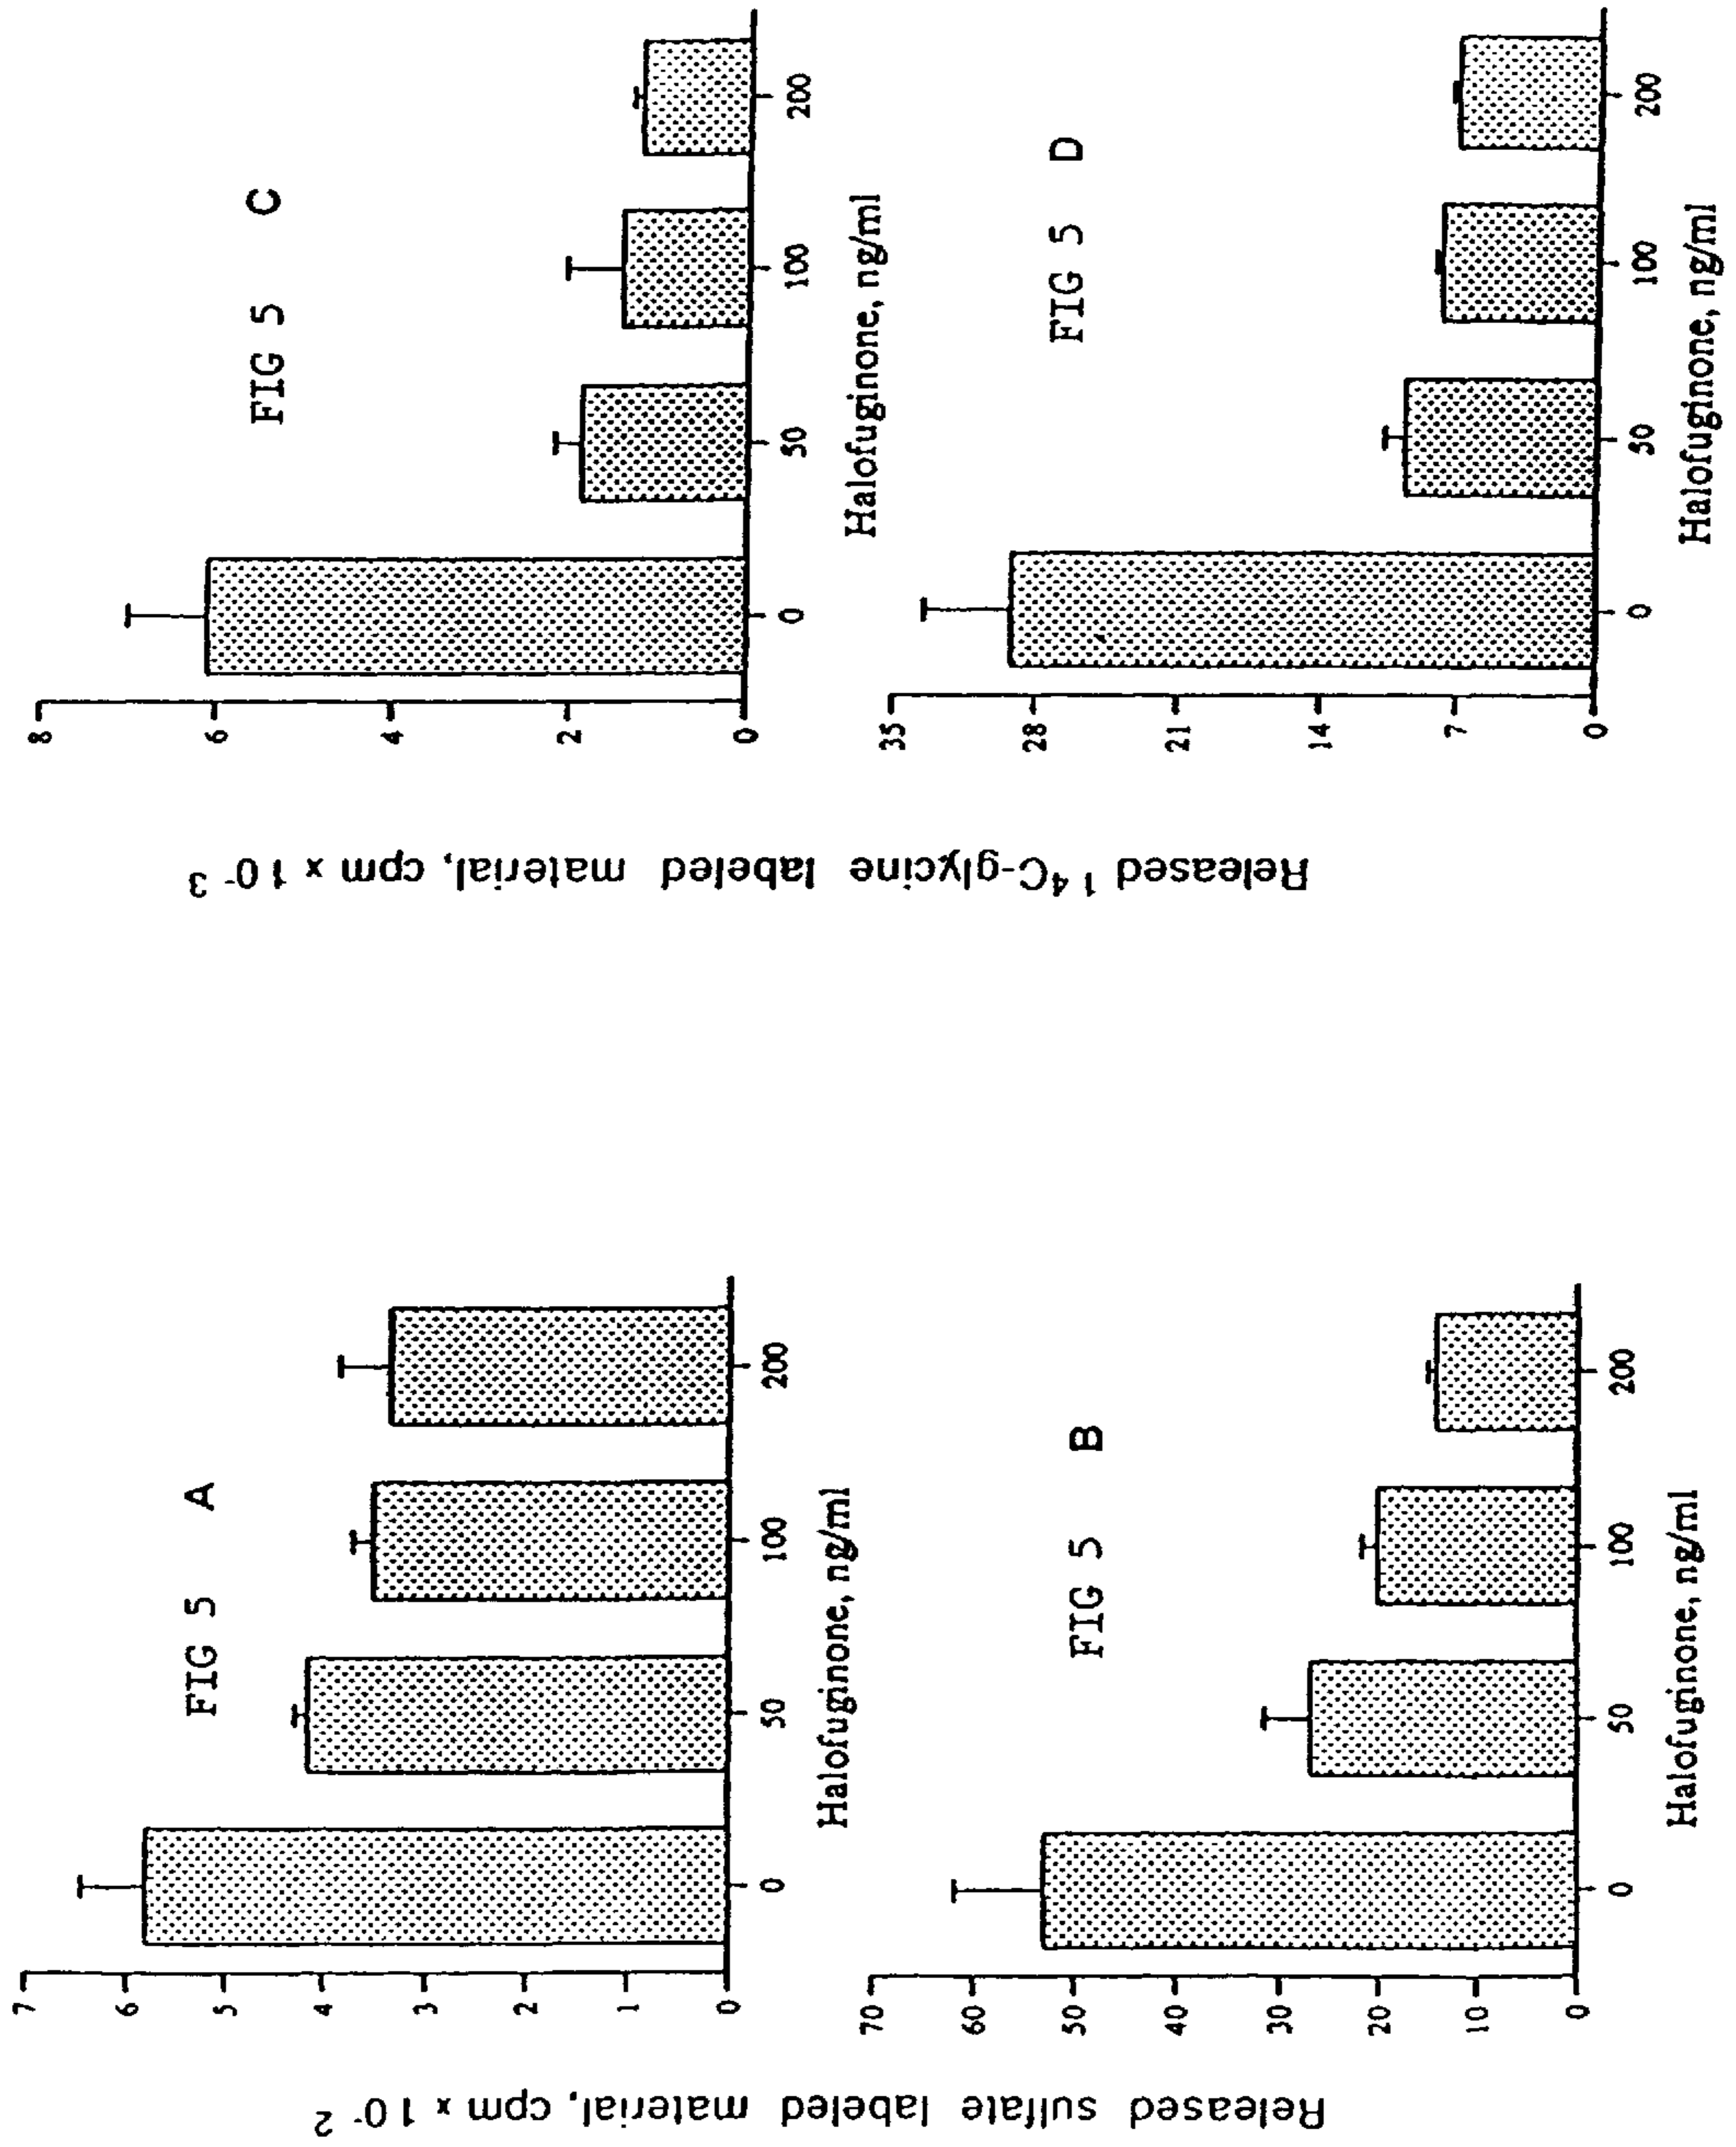 Released sulfate labeled material, cpm x 10-2
FIG 5 A
7
6
5
4
3
2
1
0
0 50 100 200
Halofuginone, ng/ml
FIG 5 B
70
60
50
40
30
20
10
0
0 50 100 200
Halofuginone, ng/ml
Released 14C-glycine labeled material, cpm x 10-3
FIG 5 C
8
6
4
2
0
0 50 100 200
Halofuginone, ng/ml
FIG 5 D
35
28
21
14
7
0
0 50 100 200
Halofuginone, ng/ml